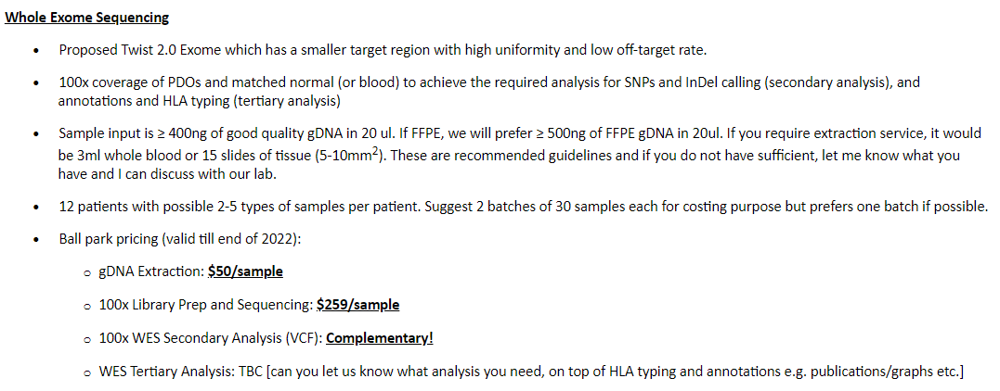 Whole Exome Sequencing
• Proposed Twist 2.0 Exome which has a smaller target region with high uniformity and low off-target rate.
• 100x coverage of PDOs and matched normal (or blood) to achieve the required analysis for SNPs and InDel calling (secondary analysis), and
annotations and HLA typing (tertiary analysis)
• Sample input is ≥ 400ng of good quality gDNA in 20 ul. If FFPE, we will prefer ≥ 500ng of FFPE gDNA in 20ul. If you require extraction service, it would
be 3ml whole blood or 15 slides of tissue (5-10mm²). These are recommended guidelines and if you do not have sufficient, let me know what you
have and I can discuss with our lab.
• 12 patients with possible 2-5 types of samples per patient. Suggest 2 batches of 30 samples each for costing purpose but prefers one batch if possible.
• Ball park pricing (valid till end of 2022):
o gDNA Extraction: $50/sample
o 100x Library Prep and Sequencing: $259/sample
o 100x WES Secondary Analysis (VCF): Complementary!
o WES Tertiary Analysis: TBC [can you let us know what analysis you need, on top of HLA typing and annotations e.g. publications/graphs etc.]